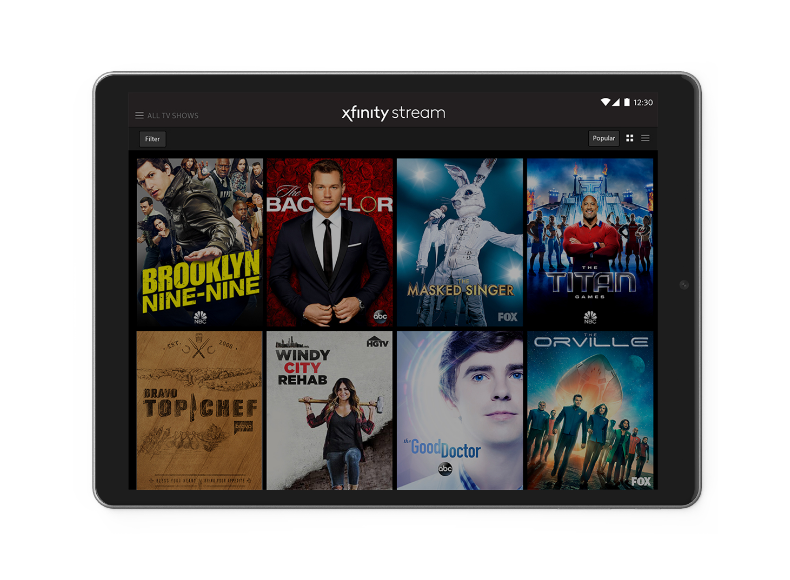 12:30
ALL TV SHOWS
xfinity stream
Filter
Popular
BROOKLYN
NINE-NINE
NBC
The
BACHELOR
abc
THE
MASKED SINGER
FOX
THE
TITAN
GAMES
NBC
EST. 2006
BRAVO
TOP CHEF
HGTV
WINDY
CITY
REHAB
the
Good Doctor
abc
THE
ORVILLE
FOX